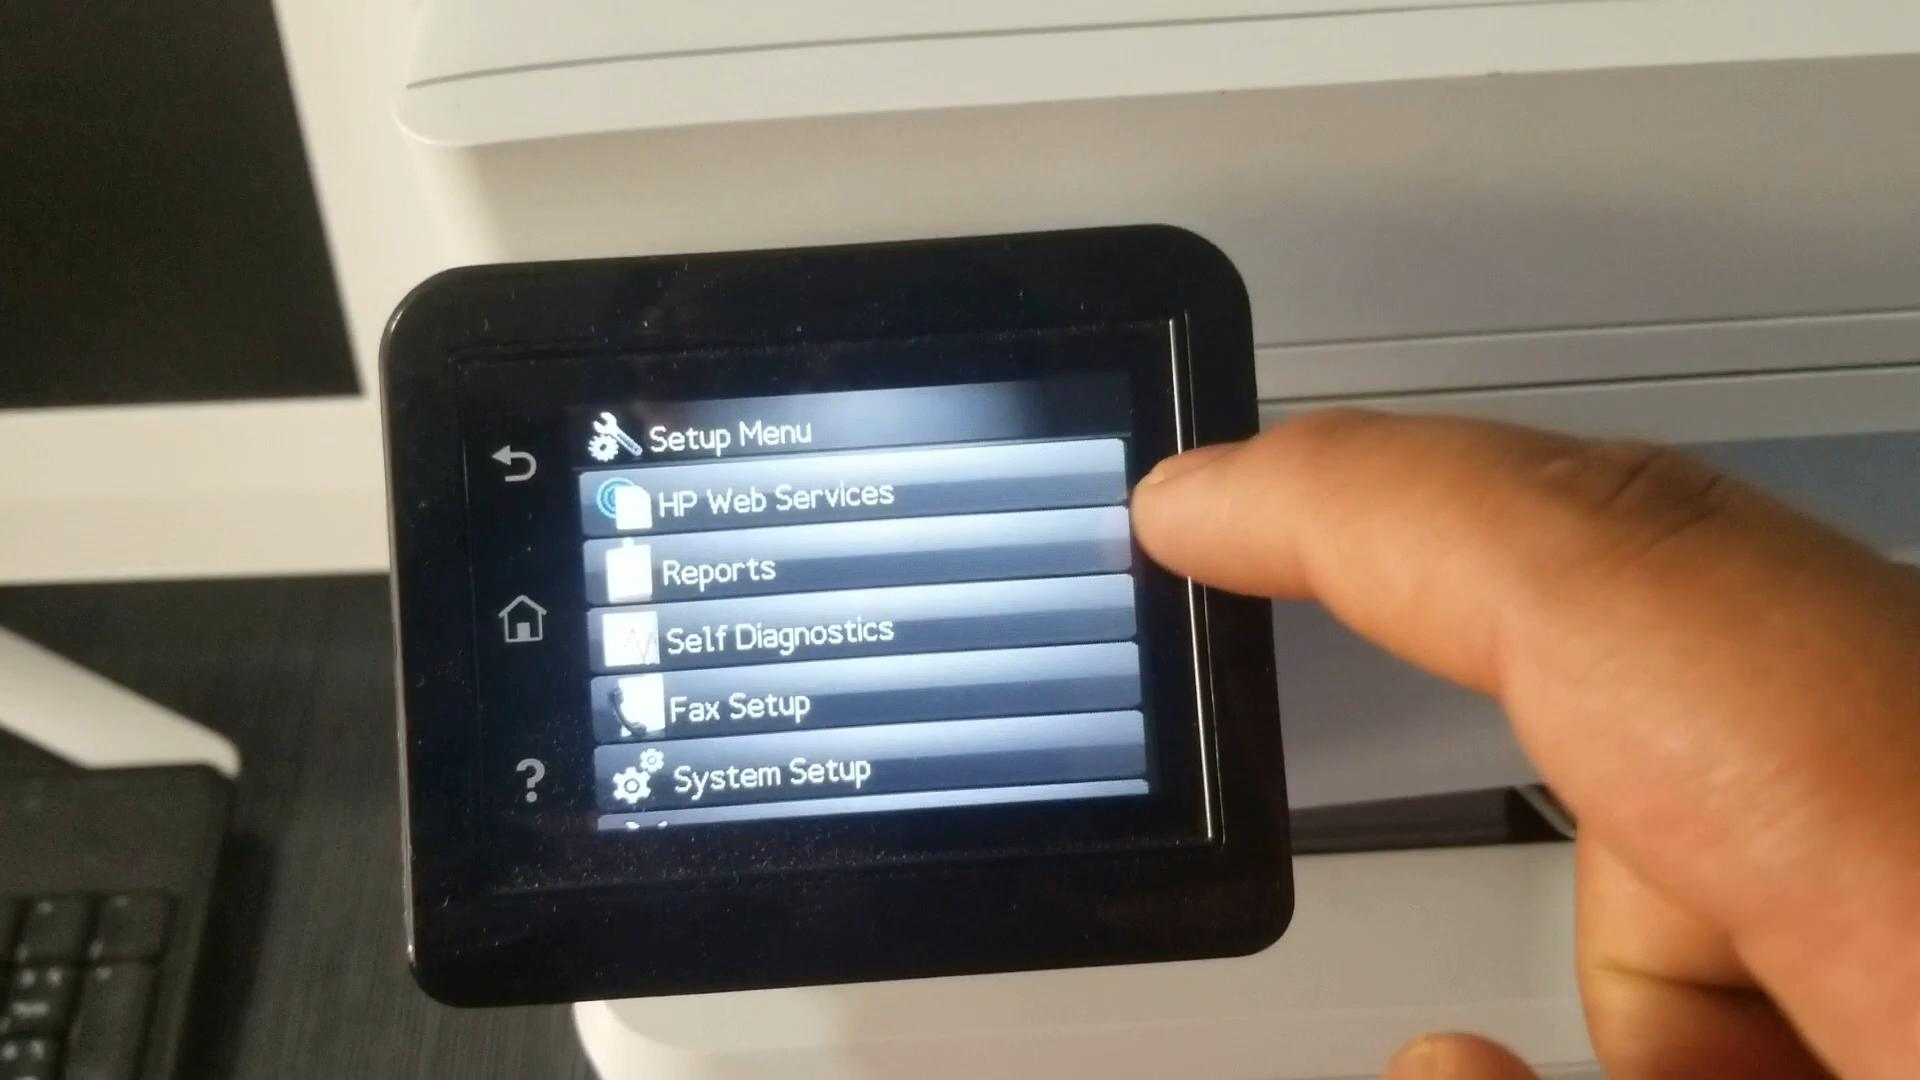 Setup Menu
HP Web Services
Reports
Self Diagnostics
Fax Setup
System Setup
?